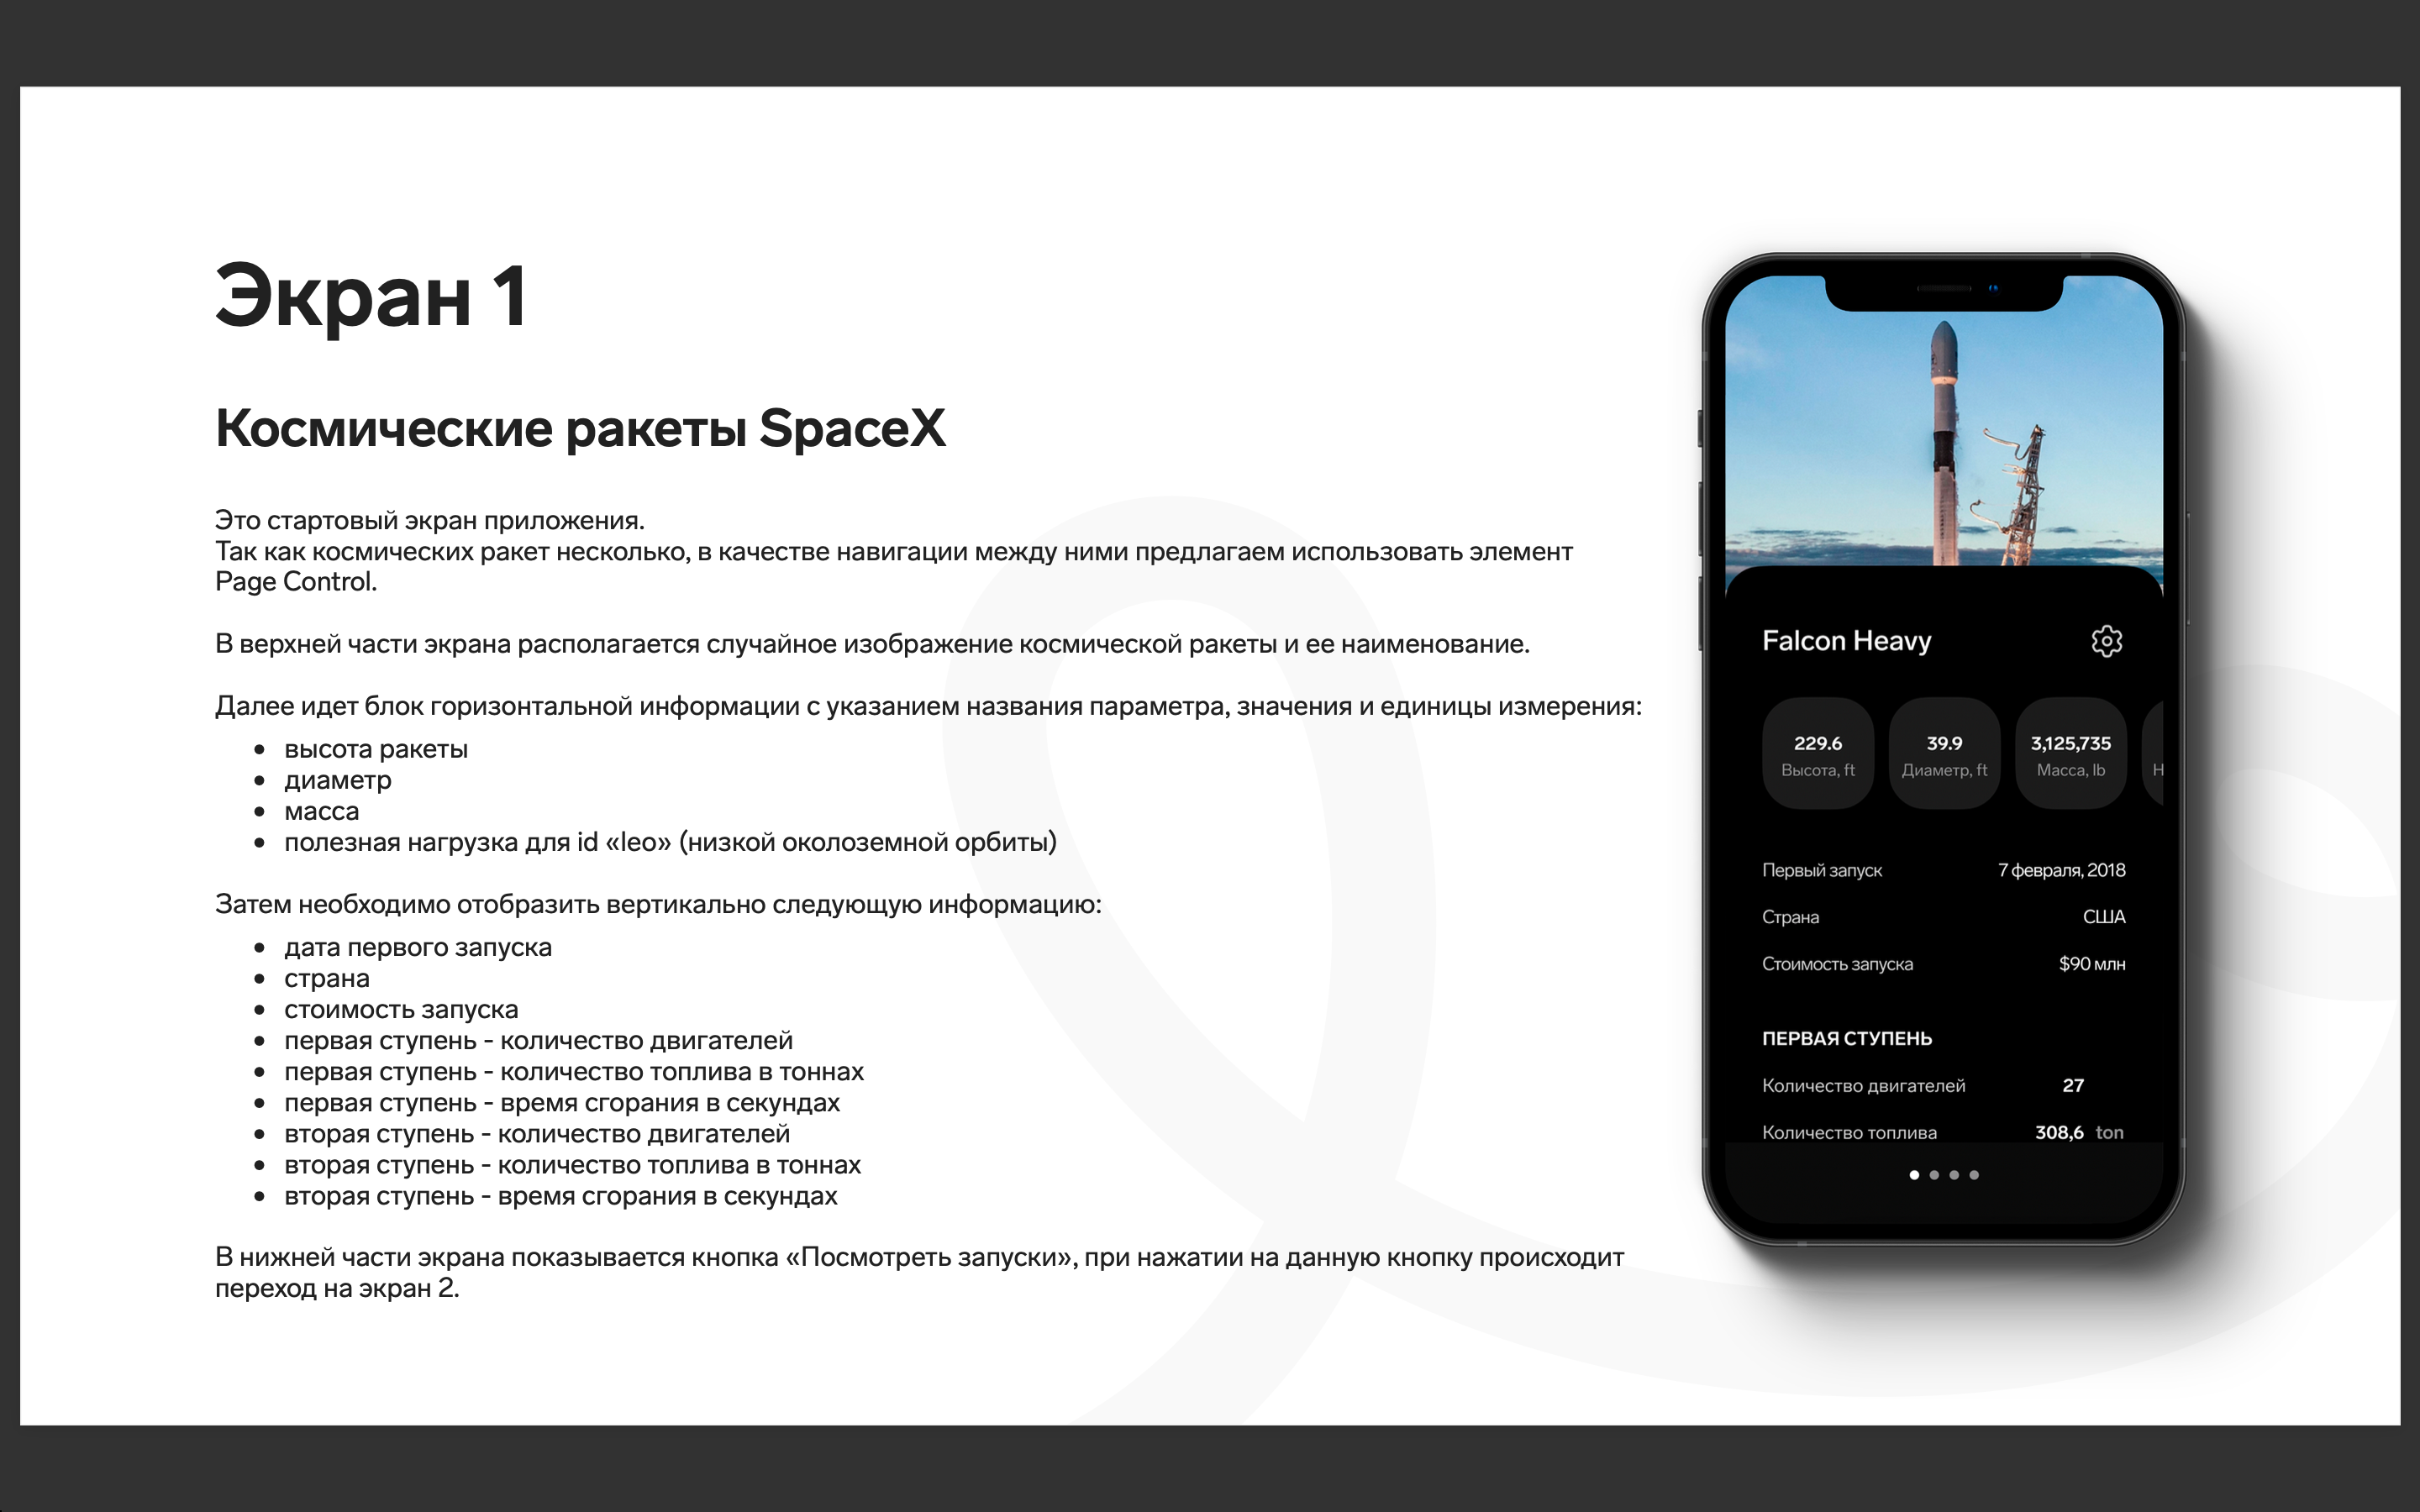 Экран 1
Космические ракеты SpaceX
Это стартовый экран приложения.
Так как космических ракет несколько, в качестве навигации между ними предлагаем использовать элемент
Page Control.
В верхней части экрана располагается случайное изображение космической ракеты и ее наименование.
Далее идет блок горизонтальной информации с указанием названия параметра, значения и единицы измерения:
• высота ракеты
• диаметр
• масса
• полезная нагрузка для id «leo» (низкой околоземной орбиты)
Затем необходимо отобразить вертикально следующую информацию:
• дата первого запуска
• страна
• стоимость запуска
• первая ступень - количество двигателей
• первая ступень - количество топлива в тоннах
• первая ступень - время сгорания в секундах
• вторая ступень - количество двигателей
• вторая ступень - количество топлива в тоннах
• вторая ступень - время сгорания в секундах
В нижней части экрана показывается кнопка «Посмотреть запуски», при нажатии на данную кнопку происходит
переход на экран 2.
Falcon Heavy
229.6
Высота, ft
39.9
Диаметр, ft
3,125,735
Масса, lb
Первый запуск 7 февраля, 2018
Страна США
Стоимость запуска $90 млн
ПЕРВАЯ СТУПЕНЬ
Количество двигателей 27
Количество топлива 308,6 ton